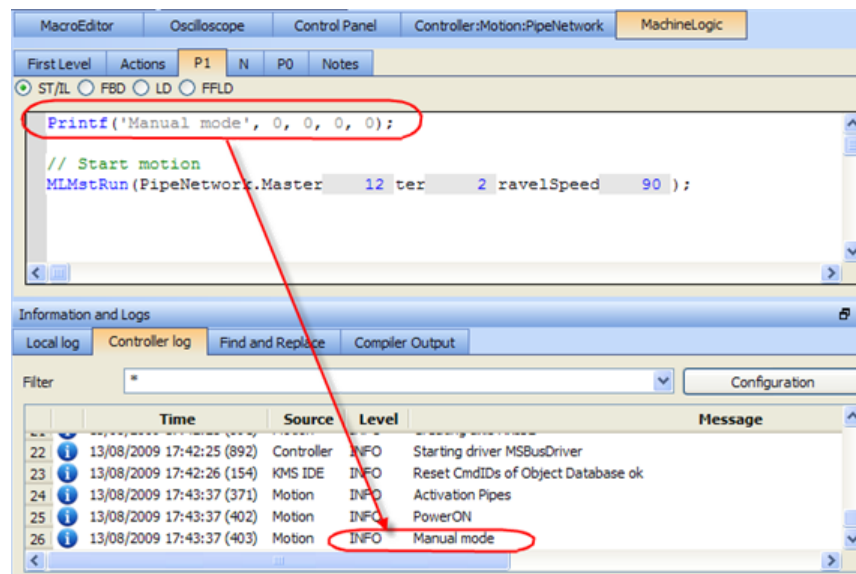 MacroEditor Oscilloscope Control Panel Controller:Motion:PipeNetwork MachineLogic
First Level Actions P1 N P0 Notes
ST/IL FBD LD FFLD
Printf('Manual mode', 0, 0, 0, 0);
// Start motion
MLMstRun(PipeNetwork.Master 12 ter 2 ravelSpeed 90 );
Information and Logs
Local log Controller log Find and Replace Compiler Output
Filter * Configuration
Time Source Level Message
22 13/08/2009 17:42:25 (892) Controller INFO Starting driver MSBusDriver
23 13/08/2009 17:42:26 (154) KMS IDE INFO Reset CmdIDs of Object Database ok
24 13/08/2009 17:43:37 (371) Motion INFO Activation Pipes
25 13/08/2009 17:43:37 (402) Motion INFO PowerON
26 13/08/2009 17:43:37 (403) Motion INFO Manual mode